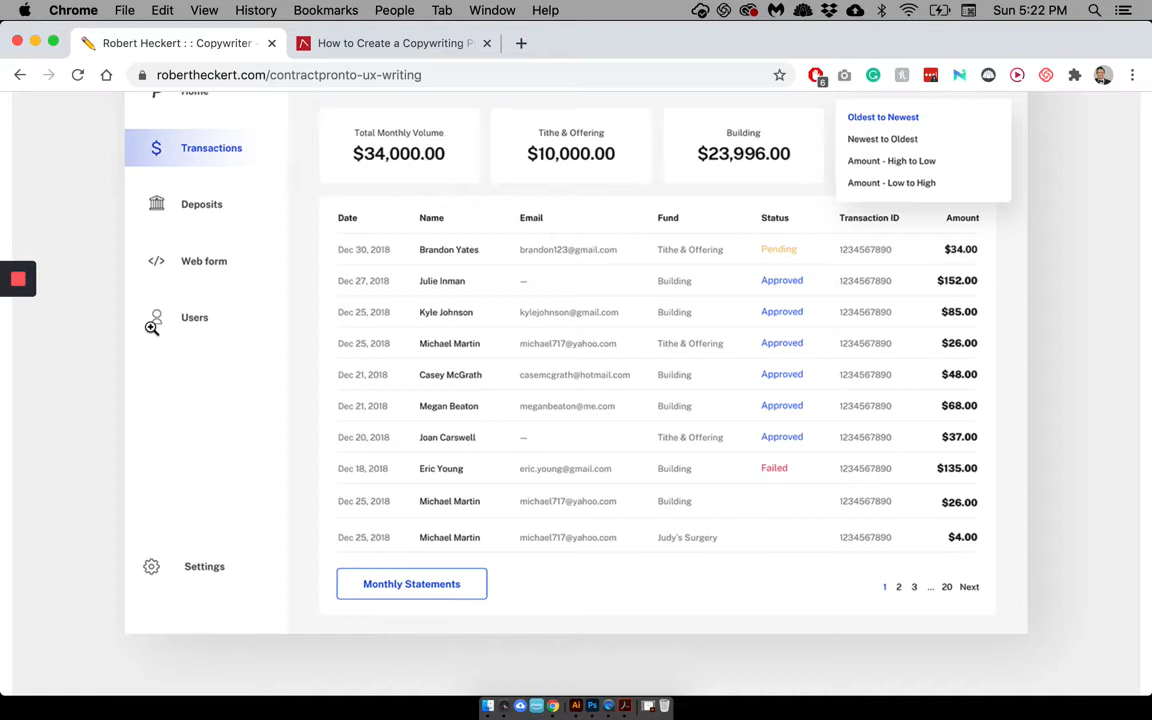 Chrome File Edit View History Bookmarks People Tab Window Help Sun 5:22 PM
Robert Heckert : : Copywriter - How to Create a Copywriting P
robertheckert.com/contractpronto-ux-writing
6
Home
Transactions
Deposits
Web form
Users
Settings
Total Monthly Volume
$34,000.00
Tithe & Offering
$10,000.00
Building
$23,996.00
Oldest to Newest
Newest to Oldest
Amount - High to Low
Amount - Low to High
Date Name Email Fund Status Transaction ID Amount
Dec 30, 2018 Brandon Yates brandon123@gmail.com Tithe & Offering Pending 1234567890 $34.00
Dec 27, 2018 Julie Inman — Building Approved 1234567890 $152.00
Dec 25, 2018 Kyle Johnson kylejohnson@gmail.com Building Approved 1234567890 $85.00
Dec 25, 2018 Michael Martin michael717@yahoo.com Tithe & Offering Approved 1234567890 $26.00
Dec 21, 2018 Casey McGrath casemcgrath@hotmail.com Building Approved 1234567890 $48.00
Dec 21, 2018 Megan Beaton meganbeaton@me.com Building Approved 1234567890 $68.00
Dec 20, 2018 Joan Carswell — Tithe & Offering Approved 1234567890 $37.00
Dec 18, 2018 Eric Young eric.young@gmail.com Building Failed 1234567890 $135.00
Dec 25, 2018 Michael Martin michael717@yahoo.com Building 1234567890 $26.00
Dec 25, 2018 Michael Martin michael717@yahoo.com Judy's Surgery 1234567890 $4.00
Monthly Statements
1 2 3 ... 20 Next